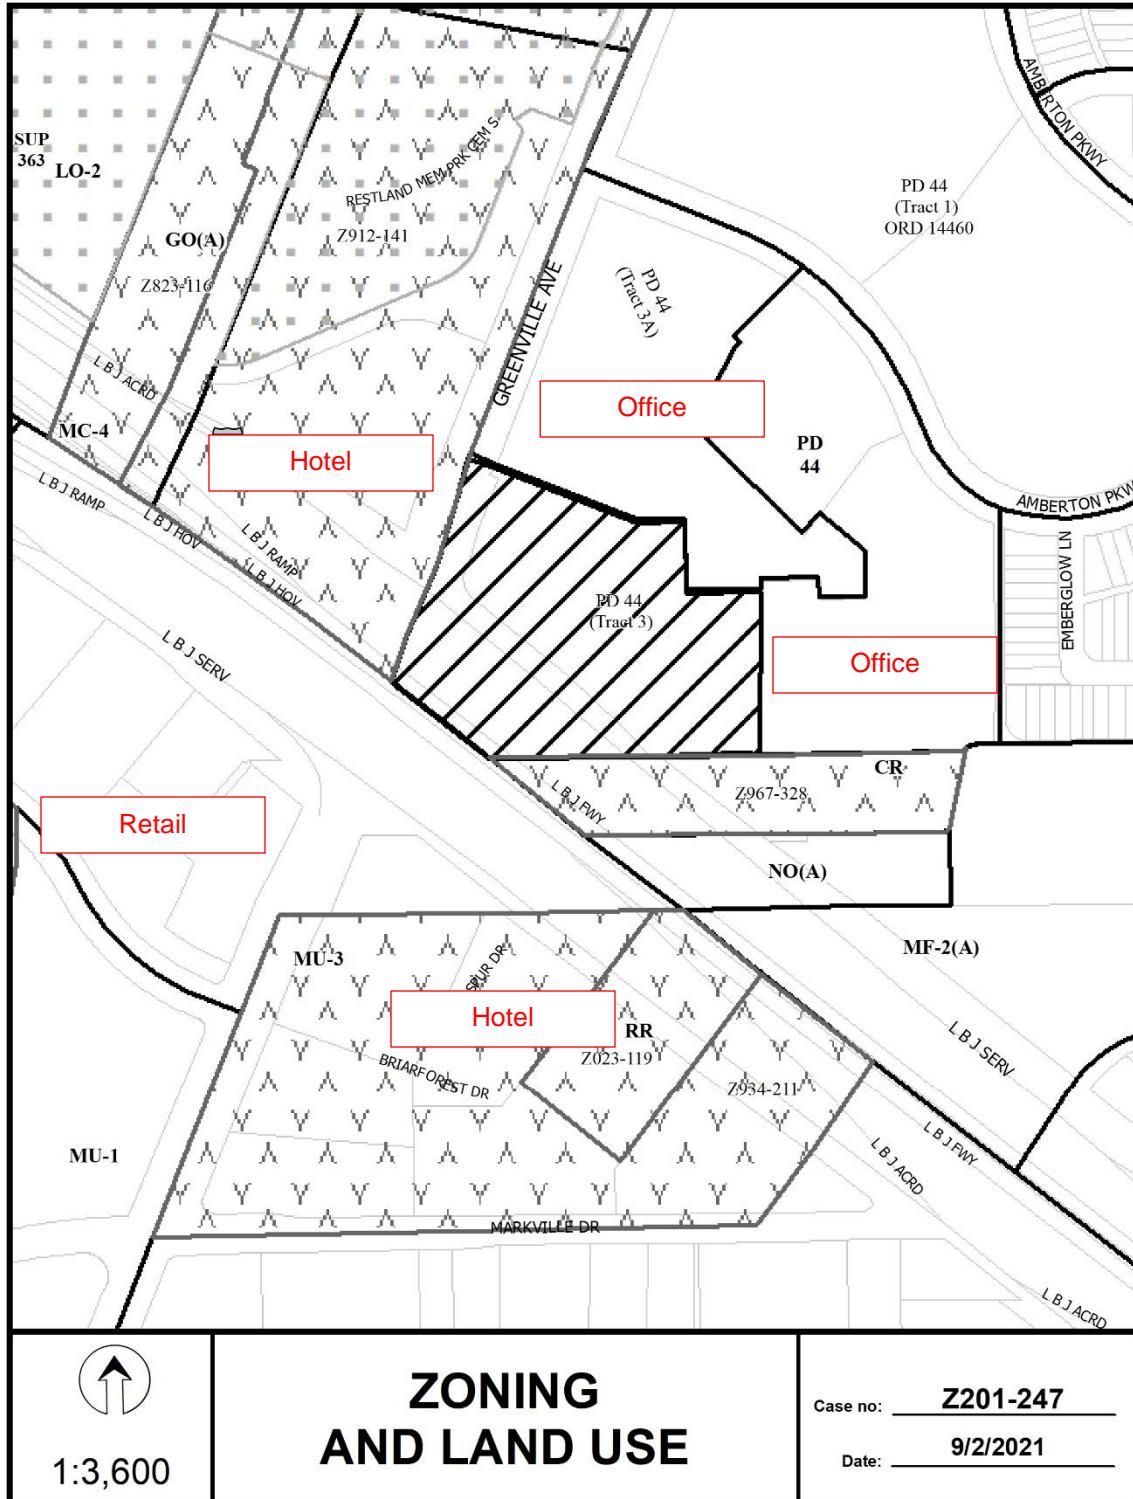 AMBERTON PKWY
SUP
363
LO-2
RESTLAND MEM PRK CEM S
PD 44
(Tract 1)
ORD 14460
GO(A)
Z912-141
Z823-116
GREENVILLE AVE
PD 44
(Tract 3A)
L B J ACRD
Office
MC-4
PD
44
Hotel
L B J RAMP
L B J HOV
L B J RAMP
L B J HOV
AMBERTON PKW
EMBERGLOW LN
PD 44
(Tract 3)
L B J SERV
Office
CR
Z967-328
L B J FWY
Retail
NO(A)
MF-2(A)
MU-3
SPUR DR
Hotel
RR
Z023-119
L B J SERV
BRIARFOREST DR
Z934-211
L B J FWY
MU-1
L B J ACRD
MARKVILLE DR
L B J ACRD
1:3,600
ZONING
AND LAND USE
Case no: Z201-247
Date: 9/2/2021